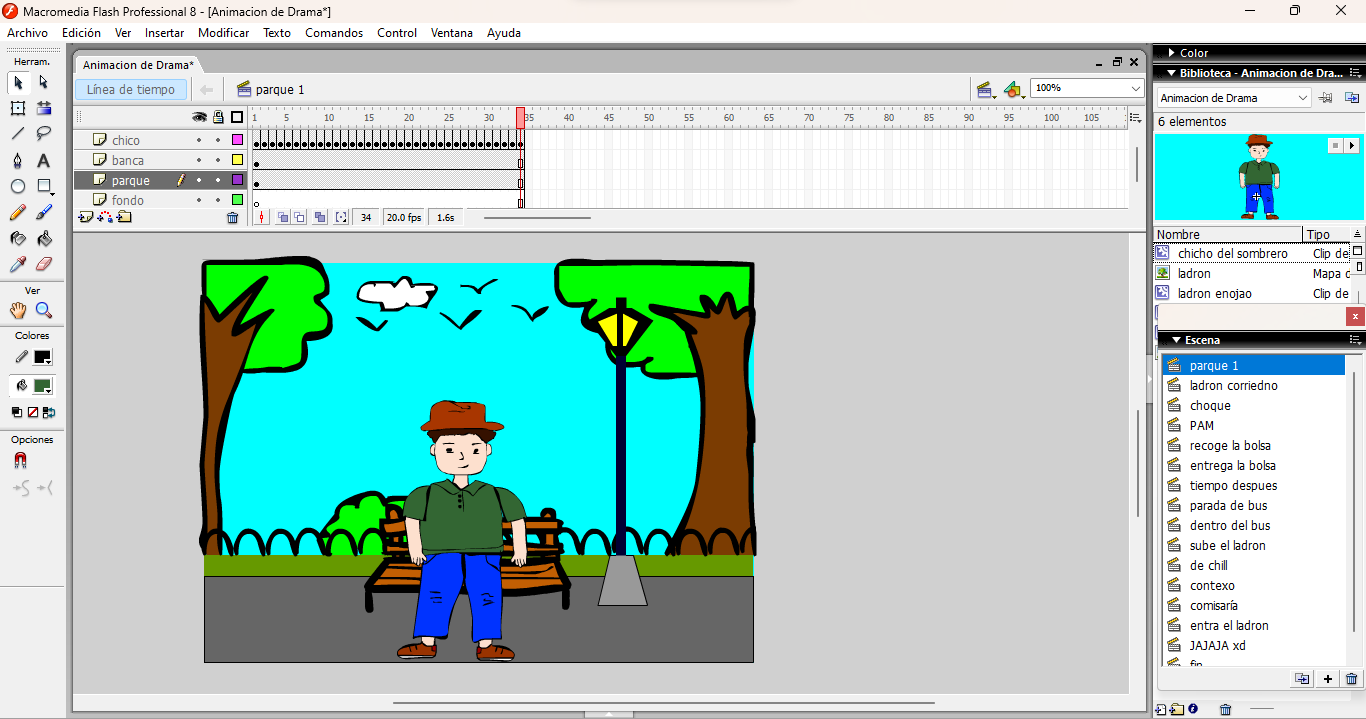 Macromedia Flash Professional 8 - [Animacion de Drama*]
Archivo Edición Ver Insertar Modificar Texto Comandos Control Ventana Ayuda
Herram.
Ver
Colores
Opciones
Animacion de Drama*
Línea de tiempo
parque 1
100%
1 5 10 15 20 25 30 35 40 45 50 55 60 65 70 75 80 85 90 95 100 105
chico
banca
parque
fondo
34 20.0 fps 1.6s
Color
Biblioteca - Animacion de Dra...
Animacion de Drama
6 elementos
Nombre Tipo
chicho del sombrero Clip de
ladron Mapa
ladron enojao Clip de
Escena
parque 1
ladron corriedno
choque
PAM
recoge la bolsa
entrega la bolsa
tiempo despues
parada de bus
dentro del bus
sube el ladron
de chill
contexo
comisaría
entra el ladron
JAJAJA xd
fin